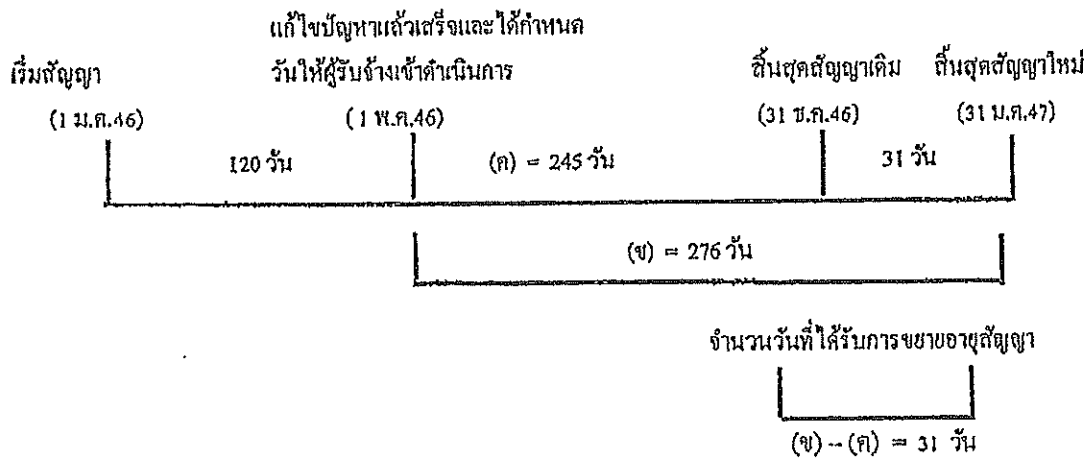 แก้ไขปัญหาแล้วเสร็จและได้กำหนด
เริ่มสัญญา วันให้ผู้รับจ้างเข้าดำเนินการ สิ้นสุดสัญญาเดิม สิ้นสุดสัญญาใหม่
(1 ม.ค.46) (1 พ.ค.46) (31 ธ.ค.46) (31 ม.ค.47)
120 วัน (ค) = 245 วัน 31 วัน
(ข) = 276 วัน
จำนวนวันที่ได้รับการขยายอายุสัญญา
(ข) - (ค) = 31 วัน